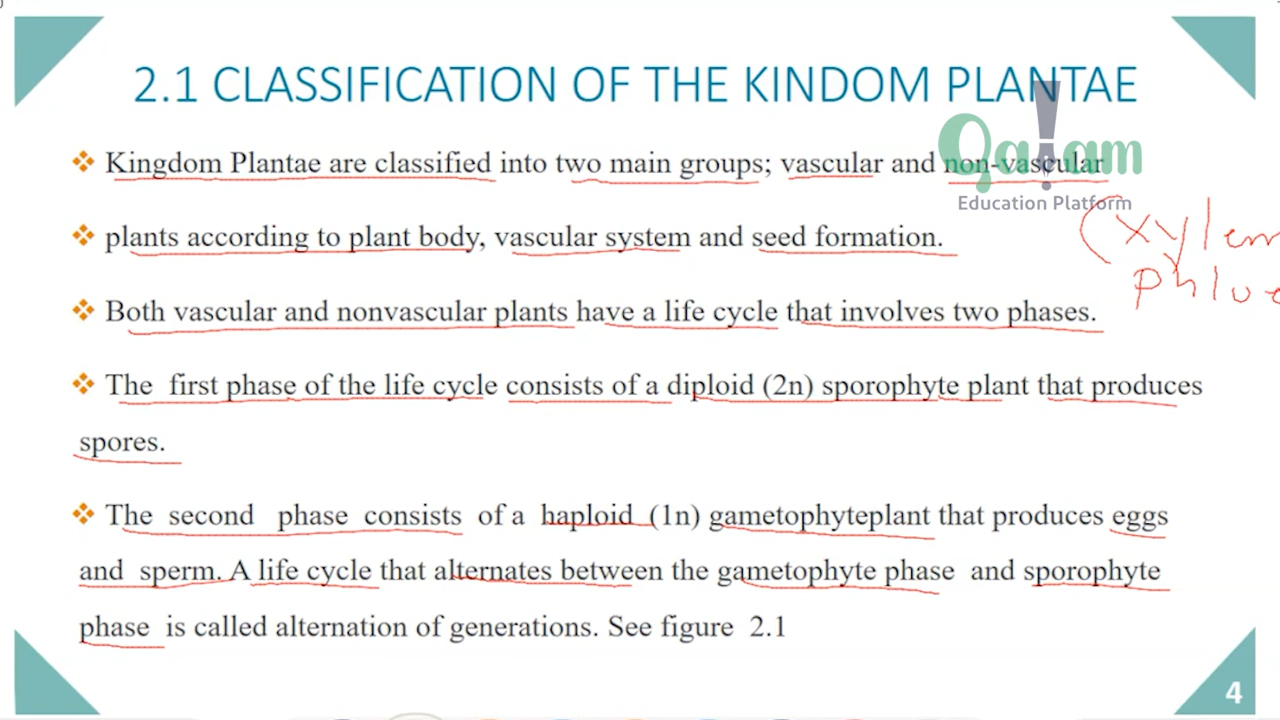 2.1 CLASSIFICATION OF THE KINDOM PLANTAE
Kingdom Plantae are classified into two main groups; vascular and non-vascular
Qalam
Education Platform
plants according to plant body, vascular system and seed formation.
(xylem
phloe
Both vascular and nonvascular plants have a life cycle that involves two phases.
The first phase of the life cycle consists of a diploid (2n) sporophyte plant that produces
spores.
The second phase consists of a haploid (1n) gametophyteplant that produces eggs
and sperm. A life cycle that alternates between the gametophyte phase and sporophyte
phase is called alternation of generations. See figure 2.1
4